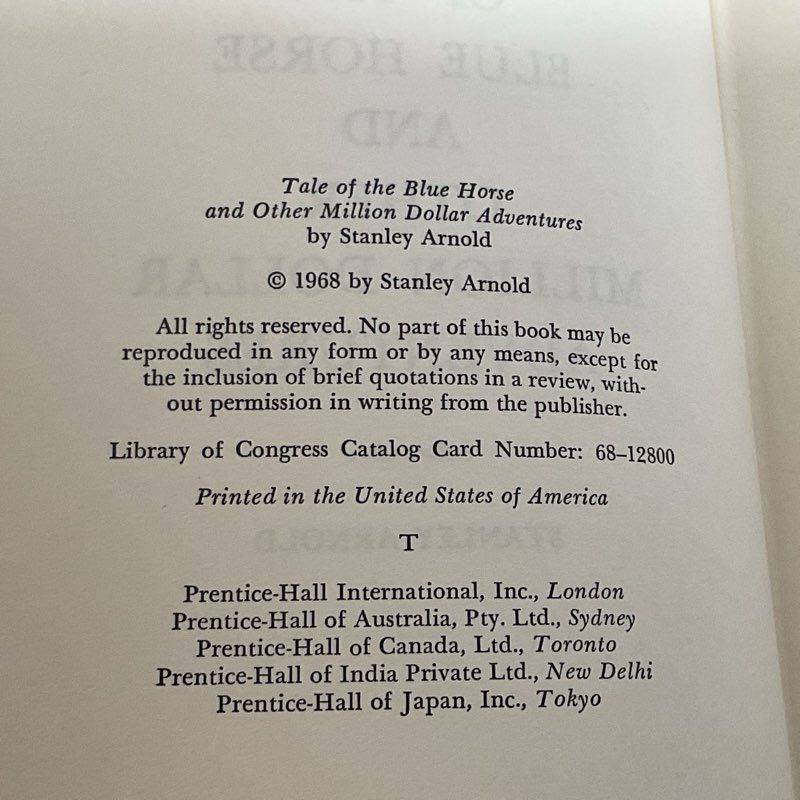 Tale of the Blue Horse
and Other Million Dollar Adventures
by Stanley Arnold
© 1968 by Stanley Arnold
All rights reserved. No part of this book may be
reproduced in any form or by any means, except for
the inclusion of brief quotations in a review, with-
out permission in writing from the publisher.
Library of Congress Catalog Card Number: 68–12800
Printed in the United States of America
T
Prentice-Hall International, Inc., London
Prentice-Hall of Australia, Pty. Ltd., Sydney
Prentice-Hall of Canada, Ltd., Toronto
Prentice-Hall of India Private Ltd., New Delhi
Prentice-Hall of Japan, Inc., Tokyo